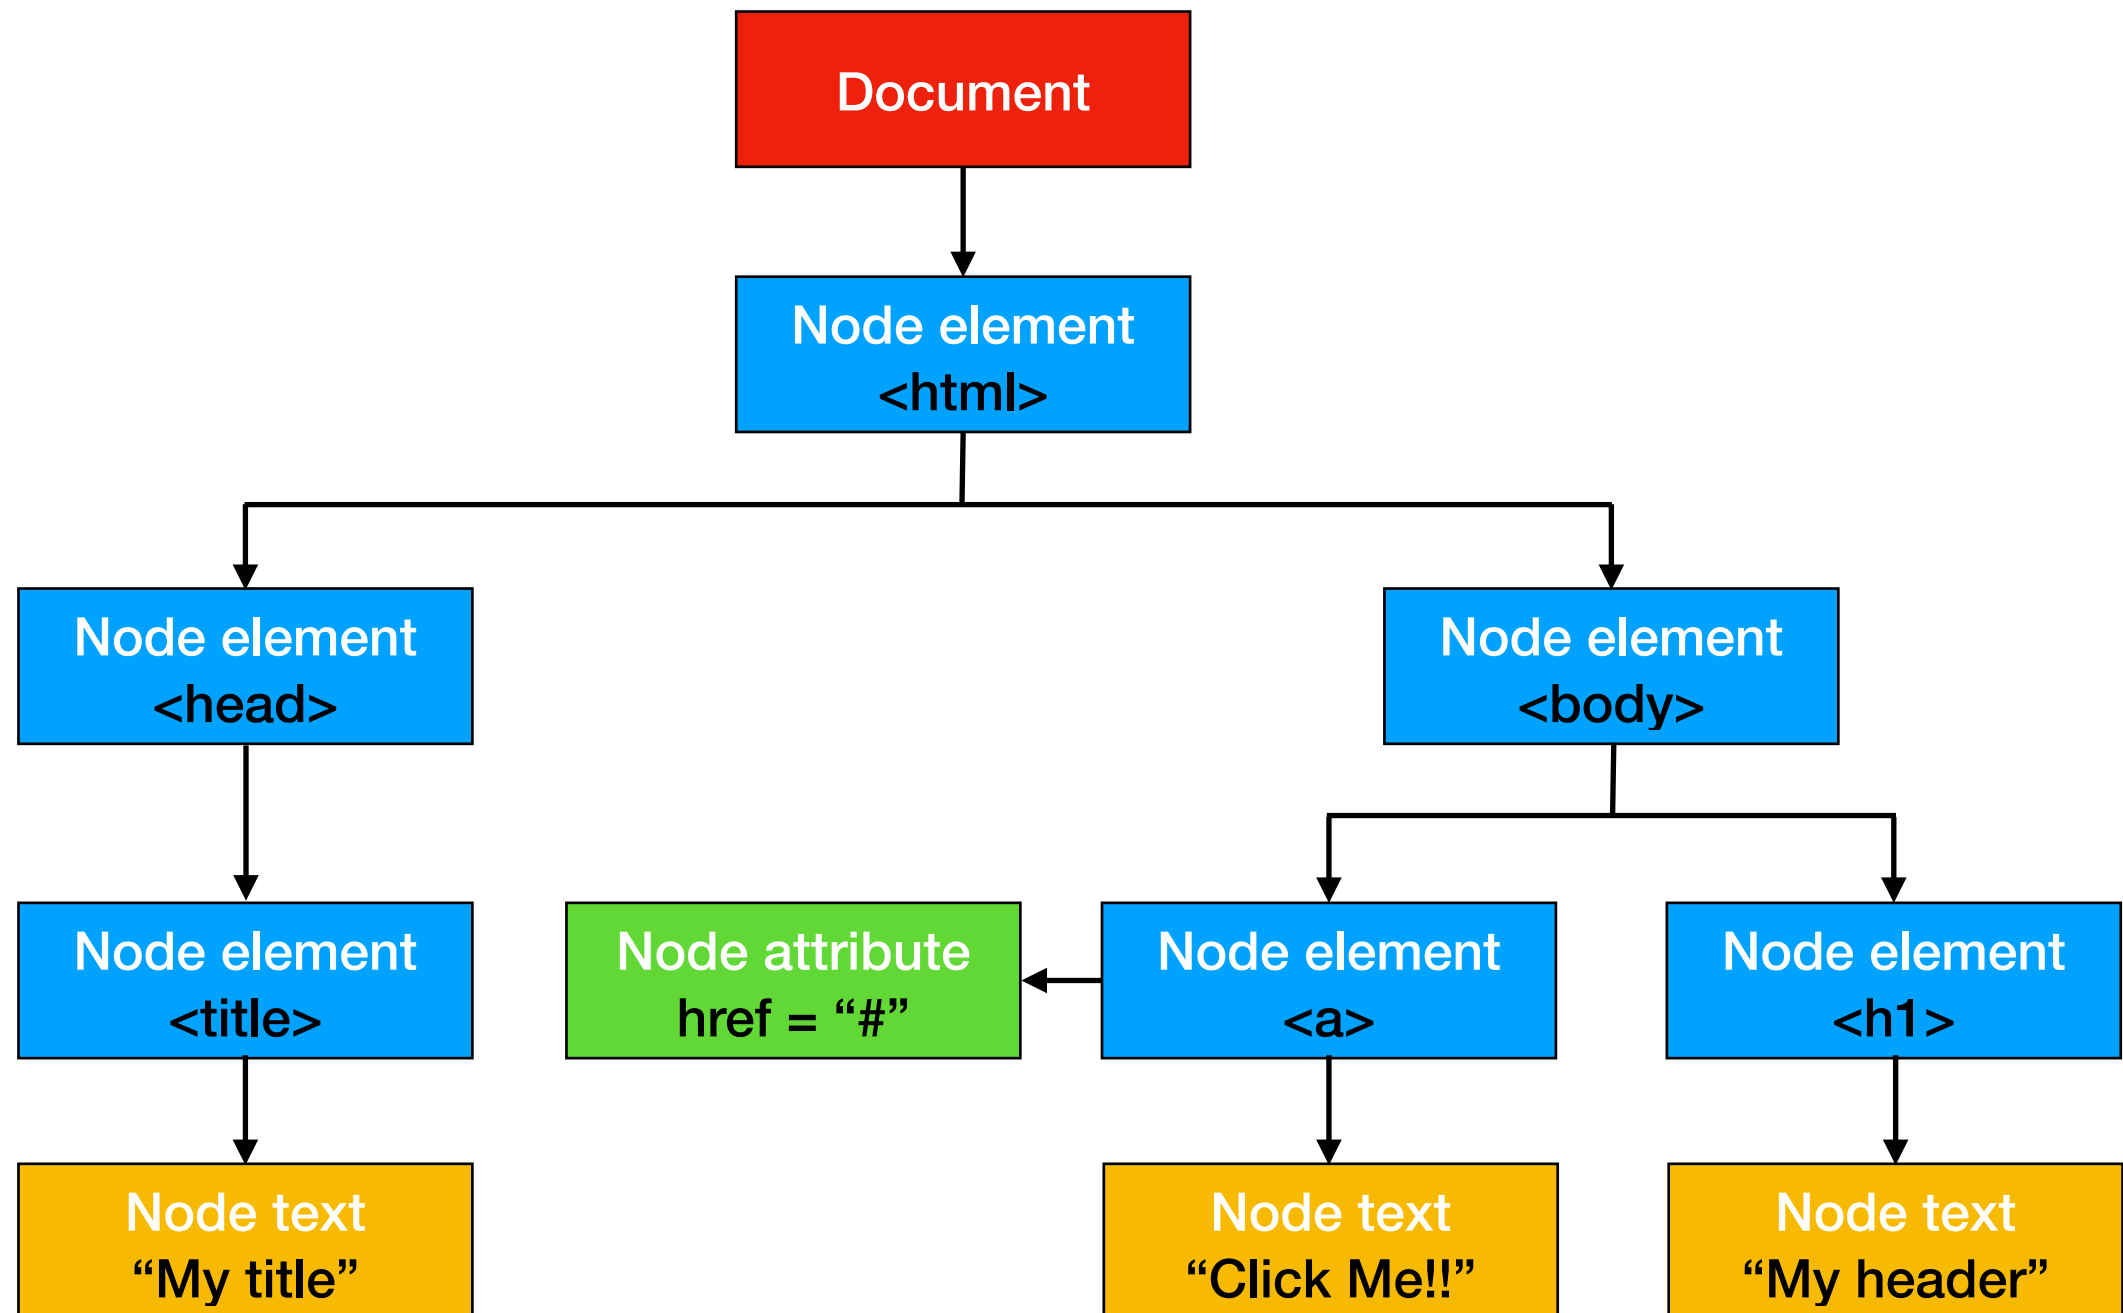 Document
Node element
<html>
Node element
<head>
Node element
<body>
Node element
<title>
Node attribute
href = “#”
Node element
<a>
Node element
<h1>
Node text
“My title”
Node text
“Click Me!!”
Node text
“My header”